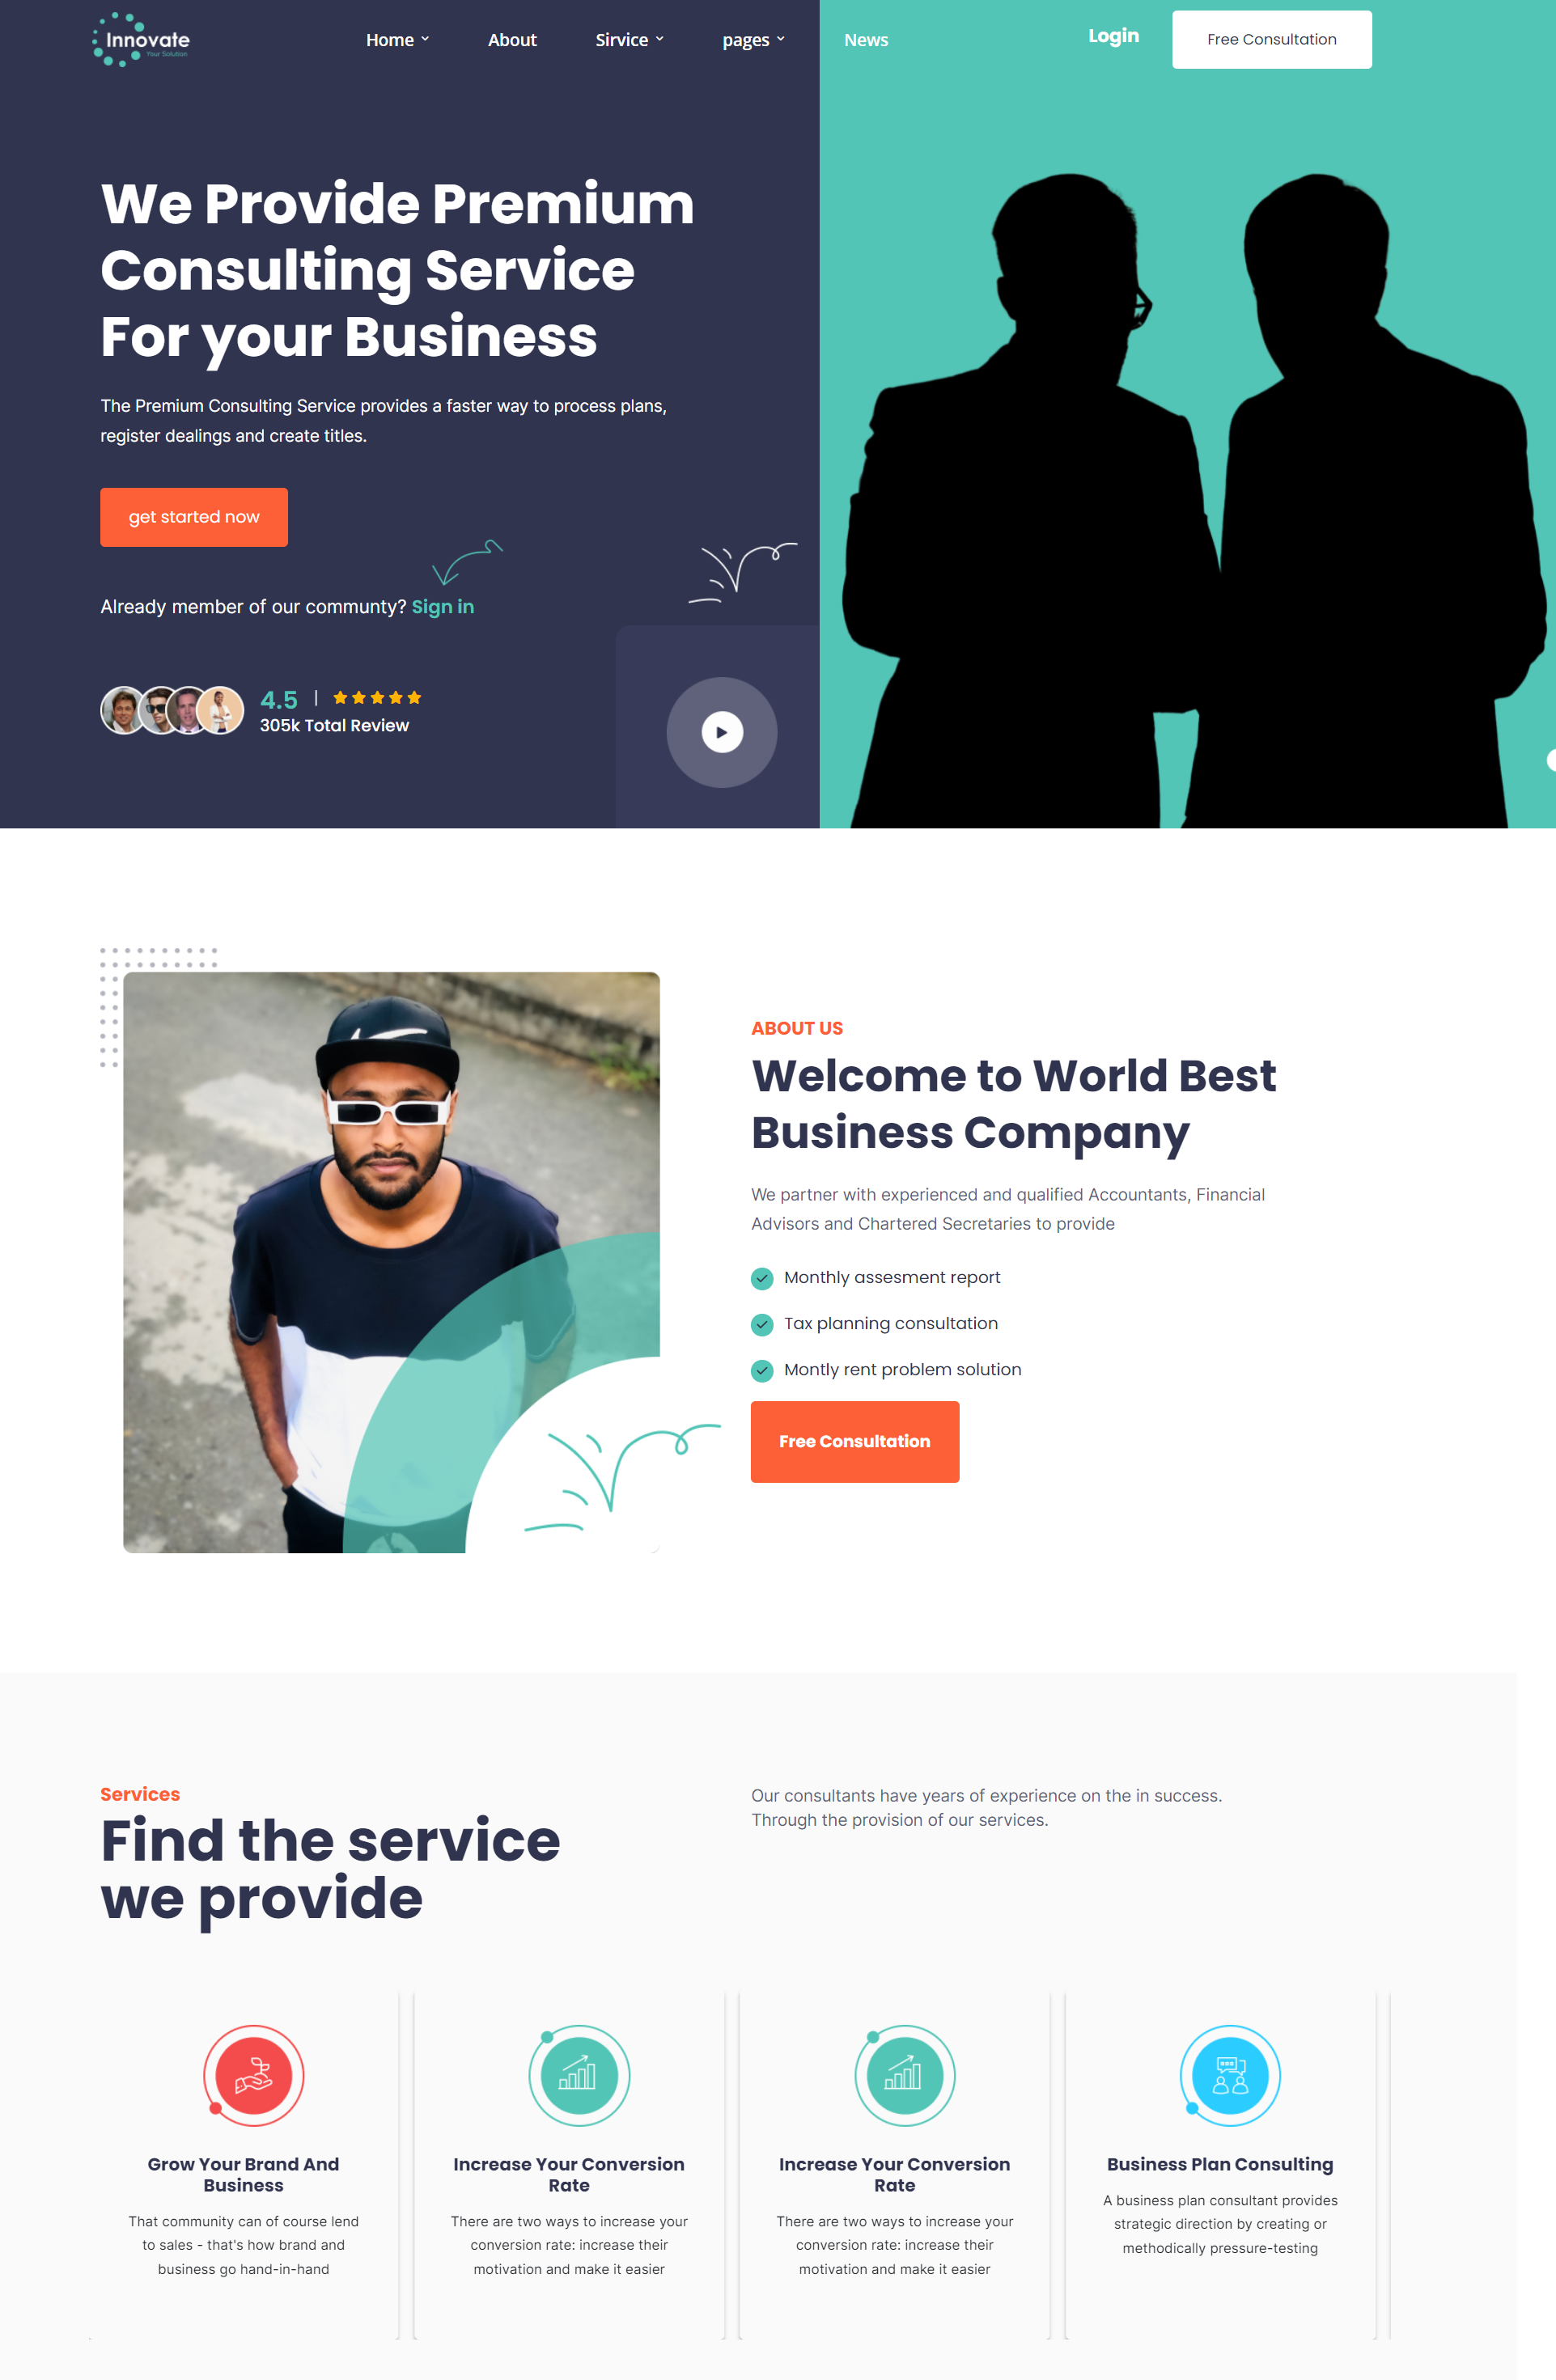 Innovate
Your Solution
Home
About
Sirvice
pages
News
Login
Free Consultation
We Provide Premium
Consulting Service
For your Business
The Premium Consulting Service provides a faster way to process plans,
register dealings and create titles.
get started now
Already member of our communty? Sign in
4.5 |
305k Total Review
ABOUT US
Welcome to World Best
Business Company
We partner with experienced and qualified Accountants, Financial
Advisors and Chartered Secretaries to provide
Monthly assesment report
Tax planning consultation
Montly rent problem solution
Free Consultation
Services
Find the service
we provide
Our consultants have years of experience on the in success.
Through the provision of our services.
Grow Your Brand And
Business
That community can of course lend
to sales - that's how brand and
business go hand-in-hand
Increase Your Conversion
Rate
There are two ways to increase your
conversion rate: increase their
motivation and make it easier
Increase Your Conversion
Rate
There are two ways to increase your
conversion rate: increase their
motivation and make it easier
Business Plan Consulting
A business plan consultant provides
strategic direction by creating or
methodically pressure-testing